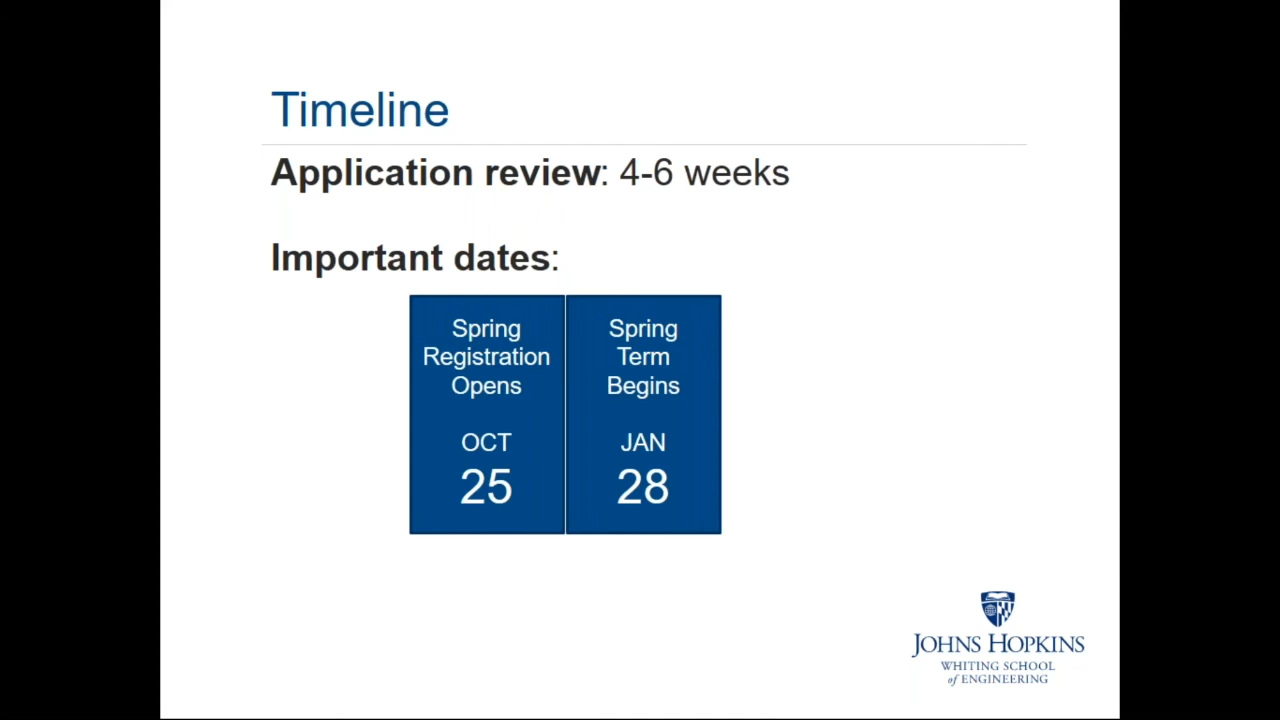 Timeline
Application review: 4-6 weeks
Important dates:
Spring
Registration
Opens
OCT
25
Spring
Term
Begins
JAN
28
JOHNS HOPKINS
WHITING SCHOOL
of ENGINEERING